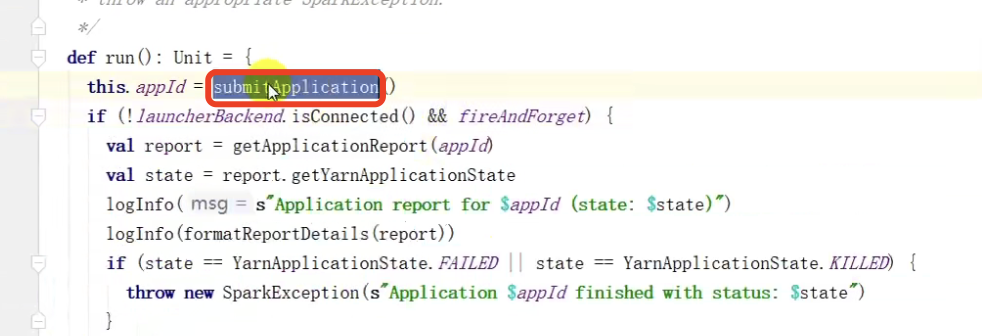 * throw an appropriate SparkException.
*/
def run(): Unit = {
this.appId = submitApplication()
if (!launcherBackend.isConnected() && fireAndForget) {
val report = getApplicationReport(appId)
val state = report.getYarnApplicationState
logInfo( msg = s"Application report for $appId (state: $state)")
logInfo(formatReportDetails(report))
if (state == YarnApplicationState.FAILED || state == YarnApplicationState.KILLED) {
throw new SparkException(s"Application $appId finished with status: $state")
}